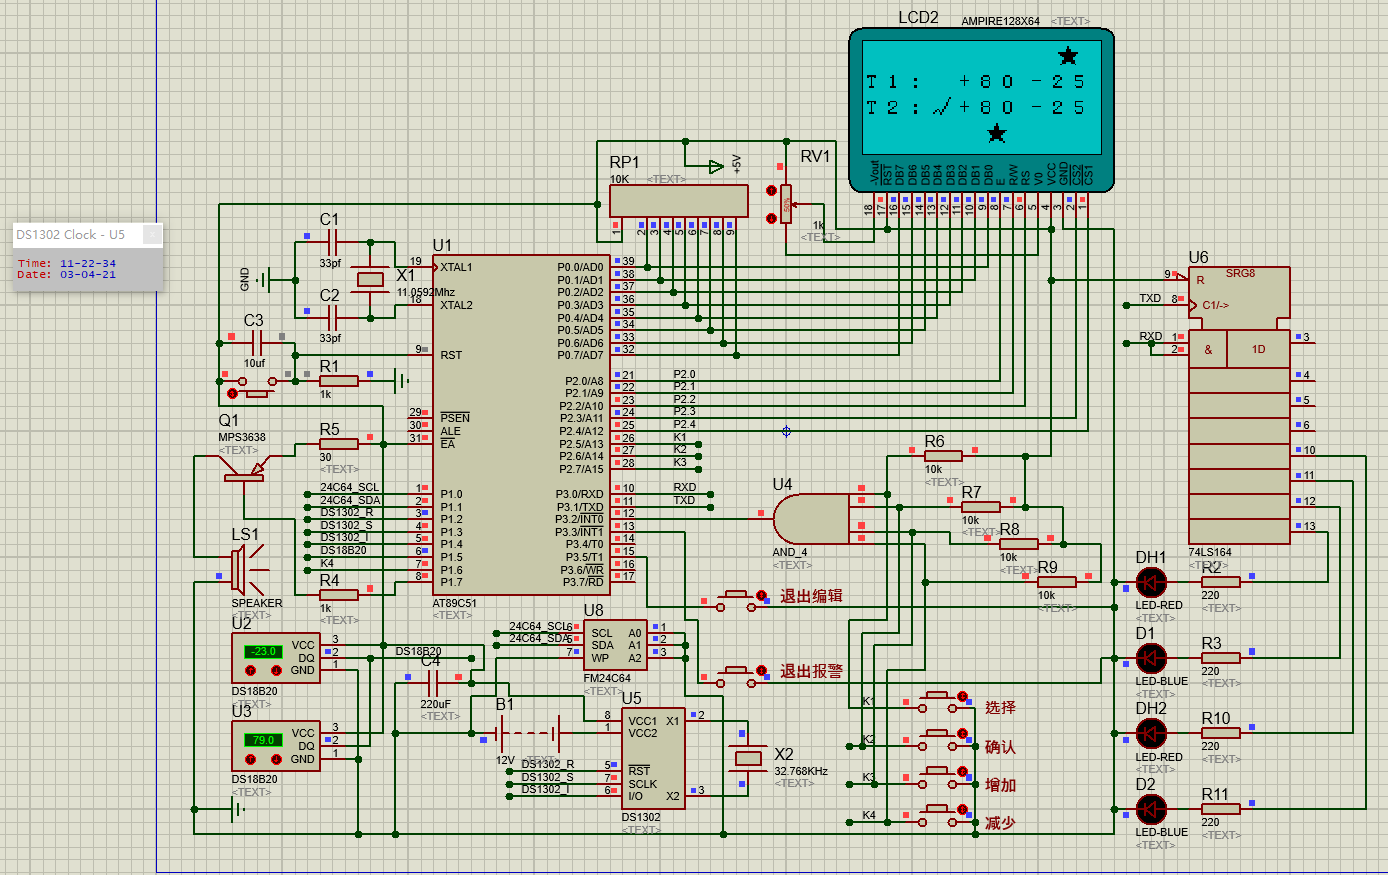 LCD2
AMPIRE128X64 <TEXT>
T1: +80 -25
T2: +80 -25
-Vout RST DB7 DB6 DB5 DB4 DB3 DB2 DB1 DB0 E R/W RS V0 VCC GND CS2 CS1
18 17 16 15 14 13 12 11 10 9 8 7 6 5 4 3 2 1
RP1
10K <TEXT>
+5V
RV1
50%
1k
<TEXT>
1 2 3 4 5 6 7 8 9
DS1302 Clock - U5
Time: 11-22-34
Date: 03-04-21
C1
33pf
GND
X1
11.0592Mhz
C2
33pf
C3
10uf
R1
1k
U1
19 XTAL1
18 XTAL2
9 RST
29 PSEN
30 ALE
31 EA
1 P1.0
2 P1.1
3 P1.2
4 P1.3
5 P1.4
6 P1.5
7 P1.6
8 P1.7
P0.0/AD0 39
P0.1/AD1 38
P0.2/AD2 37
P0.3/AD3 36
P0.4/AD4 35
P0.5/AD5 34
P0.6/AD6 33
P0.7/AD7 32
P2.0/A8 21 P2.0
P2.1/A9 22 P2.1
P2.2/A10 23 P2.2
P2.3/A11 24 P2.3
P2.4/A12 25 P2.4
P2.5/A13 26 K1
P2.6/A14 27 K2
P2.7/A15 28 K3
P3.0/RXD 10 RXD
P3.1/TXD 11 TXD
P3.2/INT0 12
P3.3/INT1 13
P3.4/T0 14
P3.5/T1 15
P3.6/WR 16
P3.7/RD 17
AT89C51
<TEXT>
Q1
MPS3638
<TEXT>
R5
30
<TEXT>
24C64_SCL
24C64_SDA
DS1302_R
DS1302_S
DS1302_I
DS18B20
K4
LS1
SPEAKER
<TEXT>
R4
1k
<TEXT>
U2
-23.0
VCC 3
DQ 2
GND 1
DS18B20
<TEXT>
U3
79.0
VCC 3
DQ 2
GND 1
DS18B20
<TEXT>
DS18B20
C4
220uF
<TEXT>
B1
12V
<TEXT>
U8
24C64_SCL 6 SCL A0 1
24C64_SDA 5 SDA A1 2
7 WP A2 3
FM24C64
<TEXT>
U5
8 VCC1 X1 2
1 VCC2
DS1302_R 5 RST
DS1302_S 7 SCLK
DS1302_I 6 I/O X2 3
DS1302
<TEXT>
X2
32.768KHz
<TEXT>
U4
AND_4
<TEXT>
R6
10k
<TEXT>
R7
10k
<TEXT>
R8
10k
<TEXT>
R9
10k
<TEXT>
退出编辑
退出报警
K1 选择
K2 确认
K3 增加
K4 减少
U6
SRG8
9 R
TXD 8 C1/->
RXD 1
2 & 1D 3
4
5
6
10
11
12
13
74LS164
<TEXT>
DH1
LED-RED
<TEXT>
R2
220
<TEXT>
D1
LED-BLUE
<TEXT>
R3
220
<TEXT>
DH2
LED-RED
<TEXT>
R10
220
<TEXT>
D2
LED-BLUE
<TEXT>
R11
220
<TEXT>